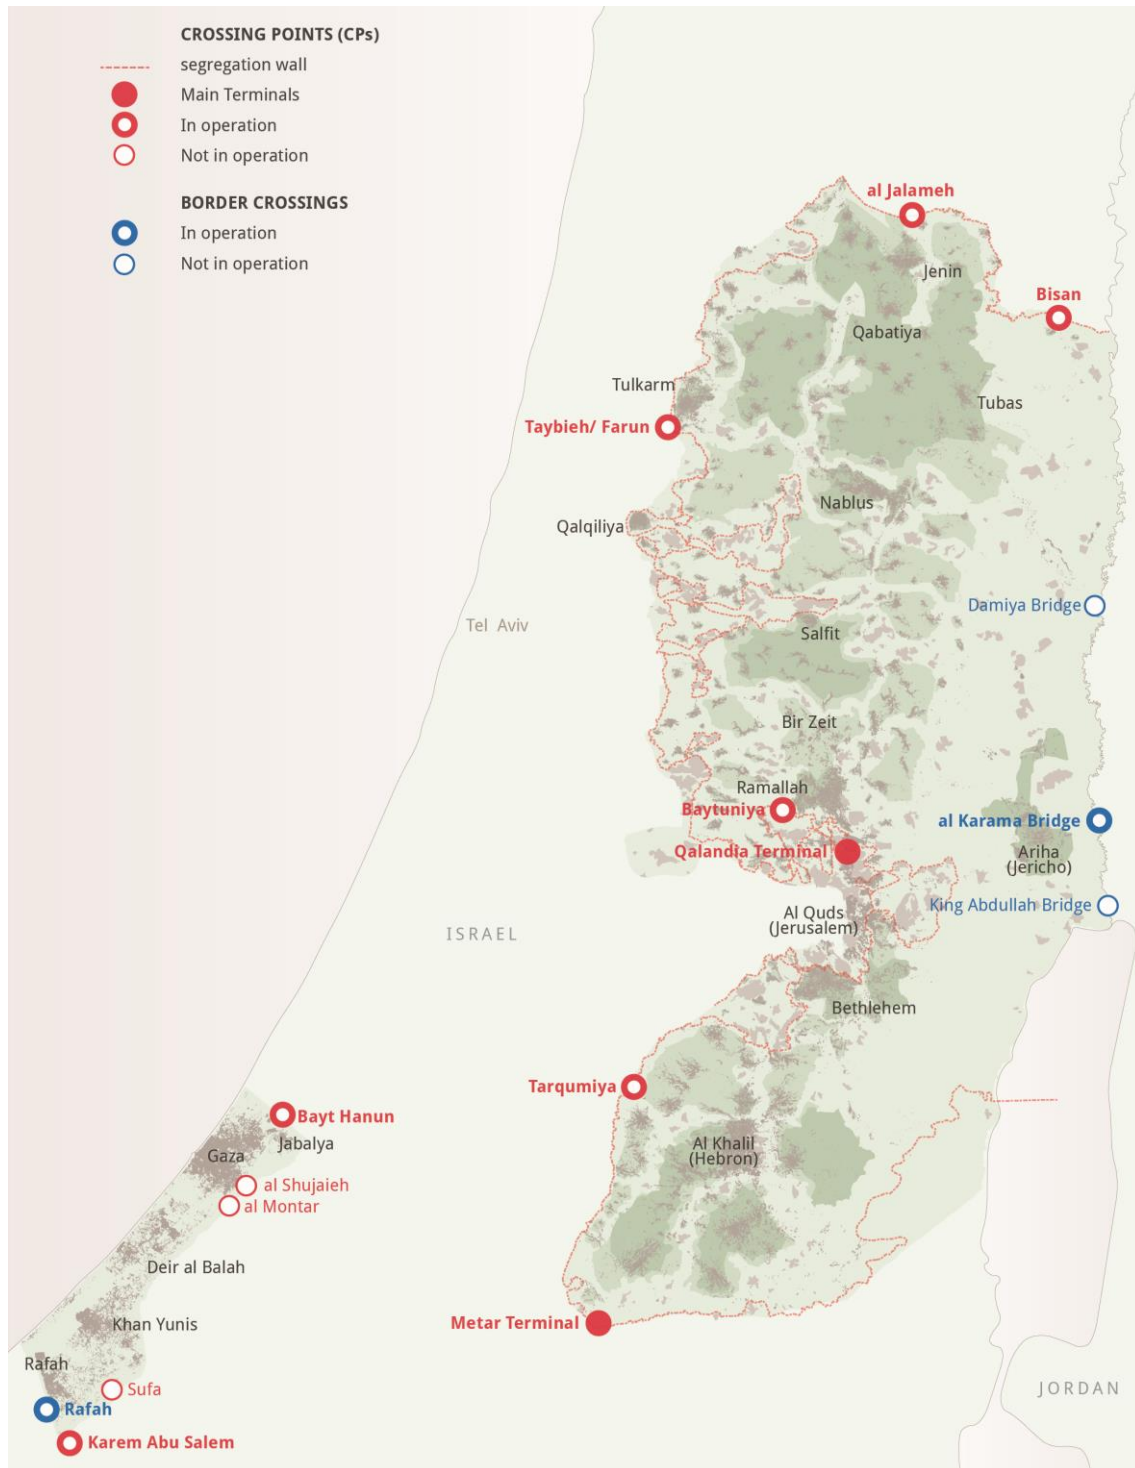 CROSSING POINTS (CPs)
segregation wall
Main Terminals
In operation
Not in operation
BORDER CROSSINGS
In operation
Not in operation
al Jalameh
Jenin
Bisan
Qabatiya
Tulkarm
Tubas
Taybieh/ Farun
Nablus
Qalqiliya
Damiya Bridge
Tel Aviv
Salfit
Bir Zeit
Ramallah
Baytuniya
al Karama Bridge
Qalandia Terminal
Ariha
(Jericho)
King Abdullah Bridge
Al Quds
(Jerusalem)
ISRAEL
Bethlehem
Tarqumiya
Bayt Hanun
Jabalya
Al Khalil
(Hebron)
Gaza
al Shujaieh
al Montar
Deir al Balah
Metar Terminal
Khan Yunis
Rafah
Sufa
JORDAN
Rafah
Karem Abu Salem